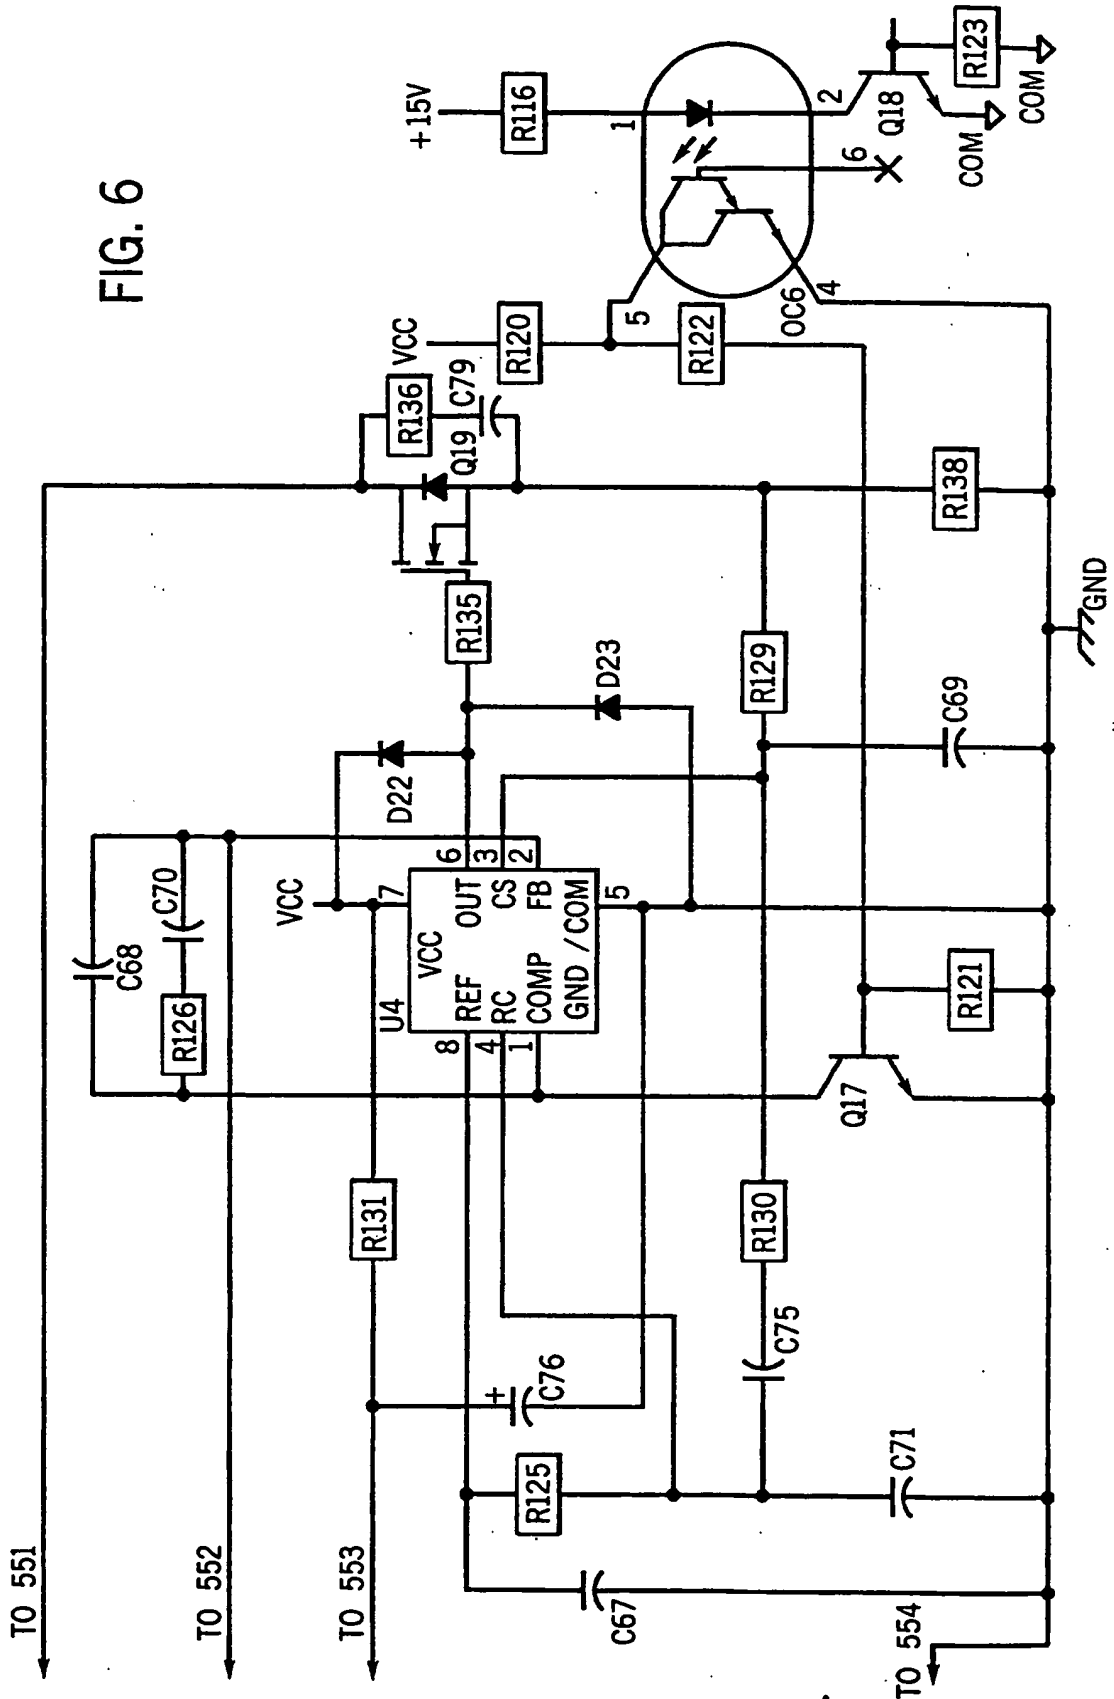 FIG. 6
TO 551
TO 552
TO 553
TO 554
C68
C70
R126
VCC
D22
R131
U4
7
VCC
REF
OUT
RC
CS
COMP
FB
GND / COM
8
4
1
6
3
2
5
C76
+
R125
C67
C71
C75
R130
Q17
R121
C69
R129
D23
R135
Q19
R136
C79
R138
GND
VCC
R120
R122
5
OC6
4
6
1
2
+15V
R116
Q18
COM
R123
COM